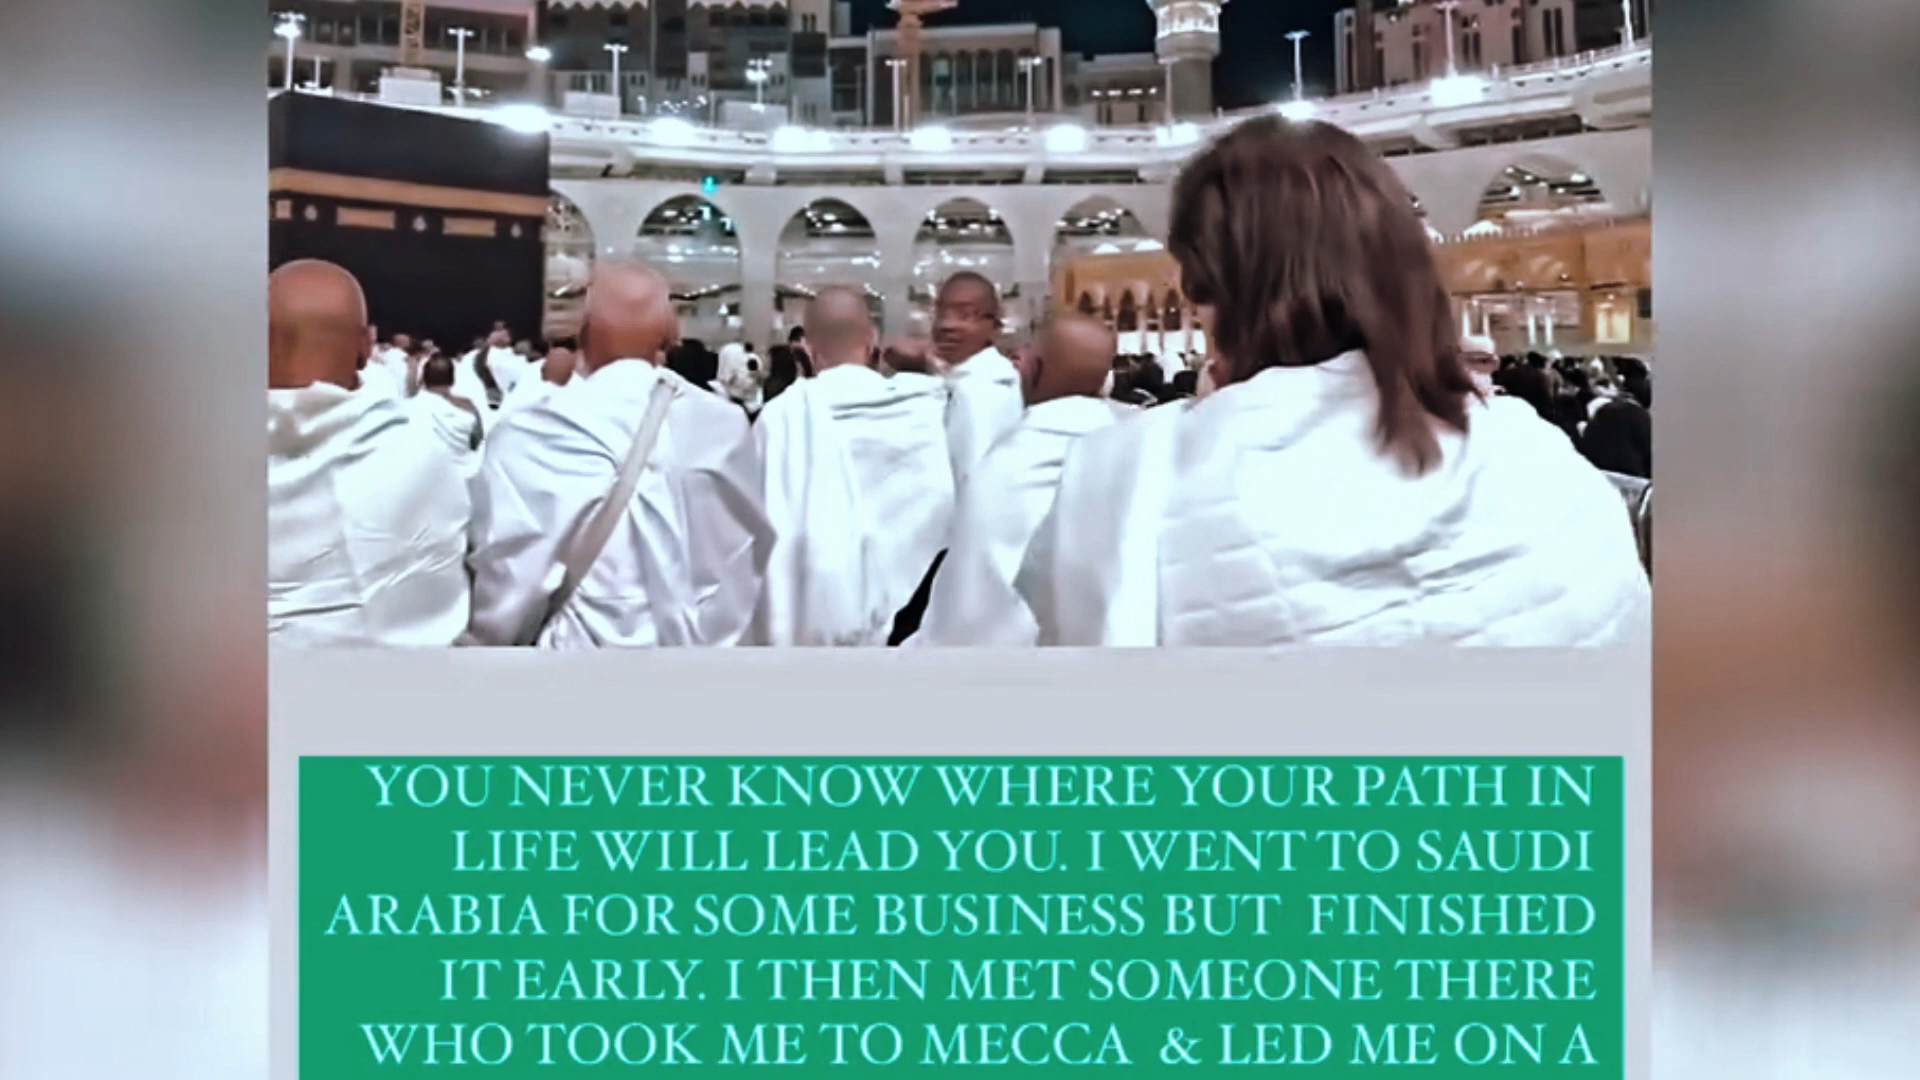 YOU NEVER KNOW WHERE YOUR PATH IN
LIFE WILL LEAD YOU. I WENT TO SAUDI
ARABIA FOR SOME BUSINESS BUT FINISHED
IT EARLY. I THEN MET SOMEONE THERE
WHO TOOK ME TO MECCA & LED ME ON A